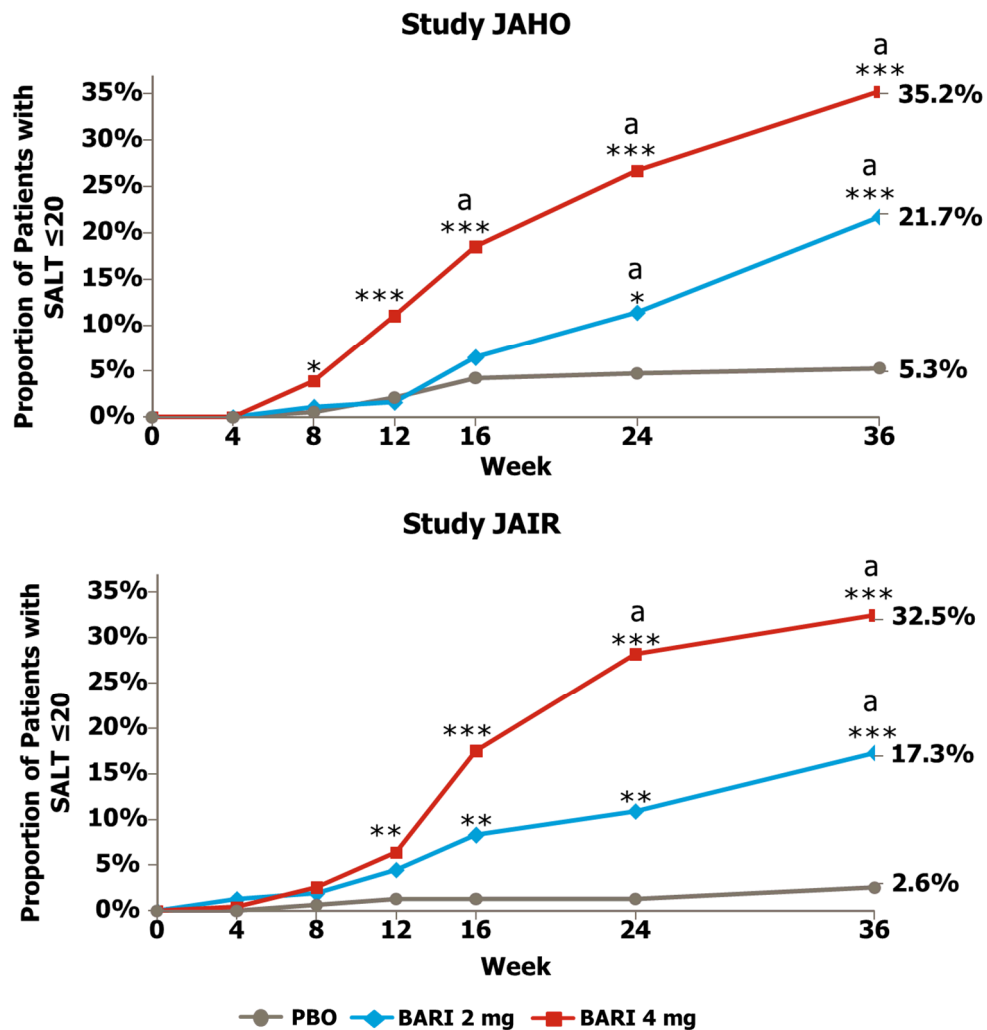 Study JAHO
Proportion of Patients with
SALT ≤20
35%
30%
25%
20%
15%
10%
5%
0%
a
***
35.2%
a
***
a
***
***
*
a
***
21.7%
a
*
5.3%
0 4 8 12 16 24 36
Week
Study JAIR
Proportion of Patients with
SALT ≤20
35%
30%
25%
20%
15%
10%
5%
0%
a
***
32.5%
a
***
***
**
a
***
17.3%
**
**
2.6%
0 4 8 12 16 24 36
Week
PBO BARI 2 mg BARI 4 mg